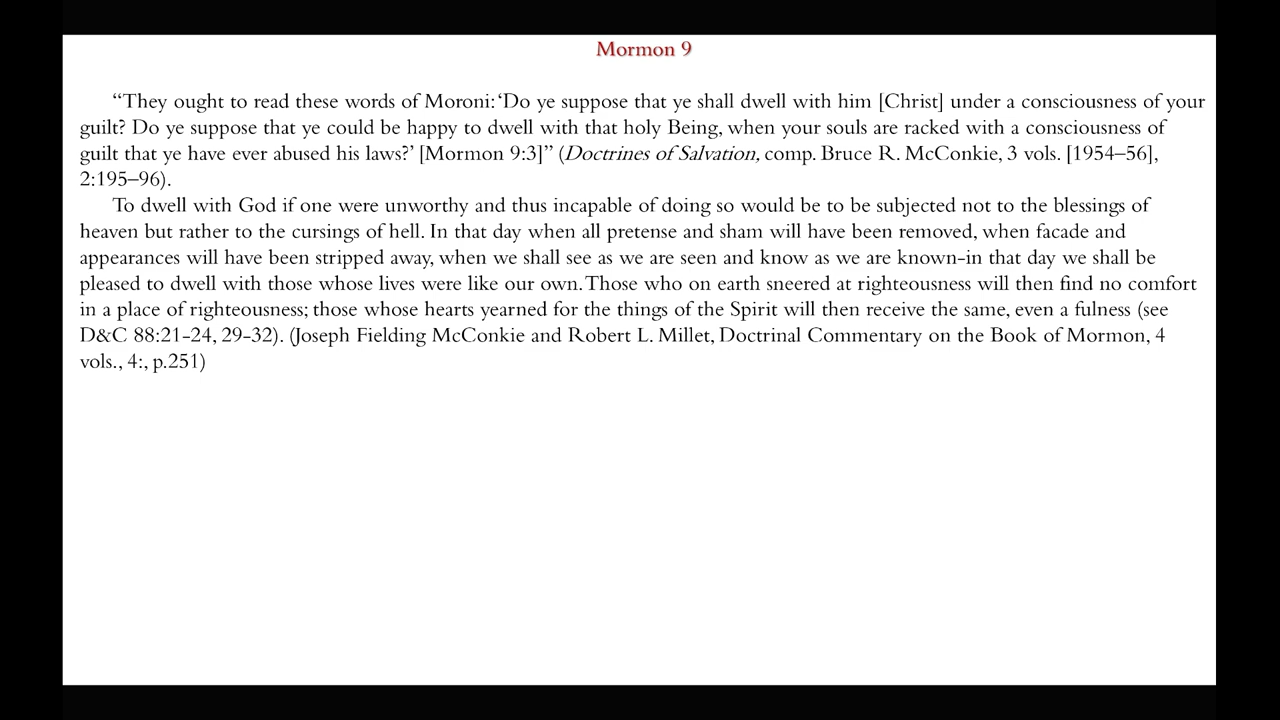 Mormon 9
“They ought to read these words of Moroni: ‘Do ye suppose that ye shall dwell with him [Christ] under a consciousness of your
guilt? Do ye suppose that ye could be happy to dwell with that holy Being, when your souls are racked with a consciousness of
guilt that ye have ever abused his laws?’ [Mormon 9:3]” (Doctrines of Salvation, comp. Bruce R. McConkie, 3 vols. [1954–56],
2:195–96).
To dwell with God if one were unworthy and thus incapable of doing so would be to be subjected not to the blessings of
heaven but rather to the cursings of hell. In that day when all pretense and sham will have been removed, when facade and
appearances will have been stripped away, when we shall see as we are seen and know as we are known-in that day we shall be
pleased to dwell with those whose lives were like our own. Those who on earth sneered at righteousness will then find no comfort
in a place of righteousness; those whose hearts yearned for the things of the Spirit will then receive the same, even a fulness (see
D&C 88:21-24, 29-32). (Joseph Fielding McConkie and Robert L. Millet, Doctrinal Commentary on the Book of Mormon, 4
vols., 4:, p.251)